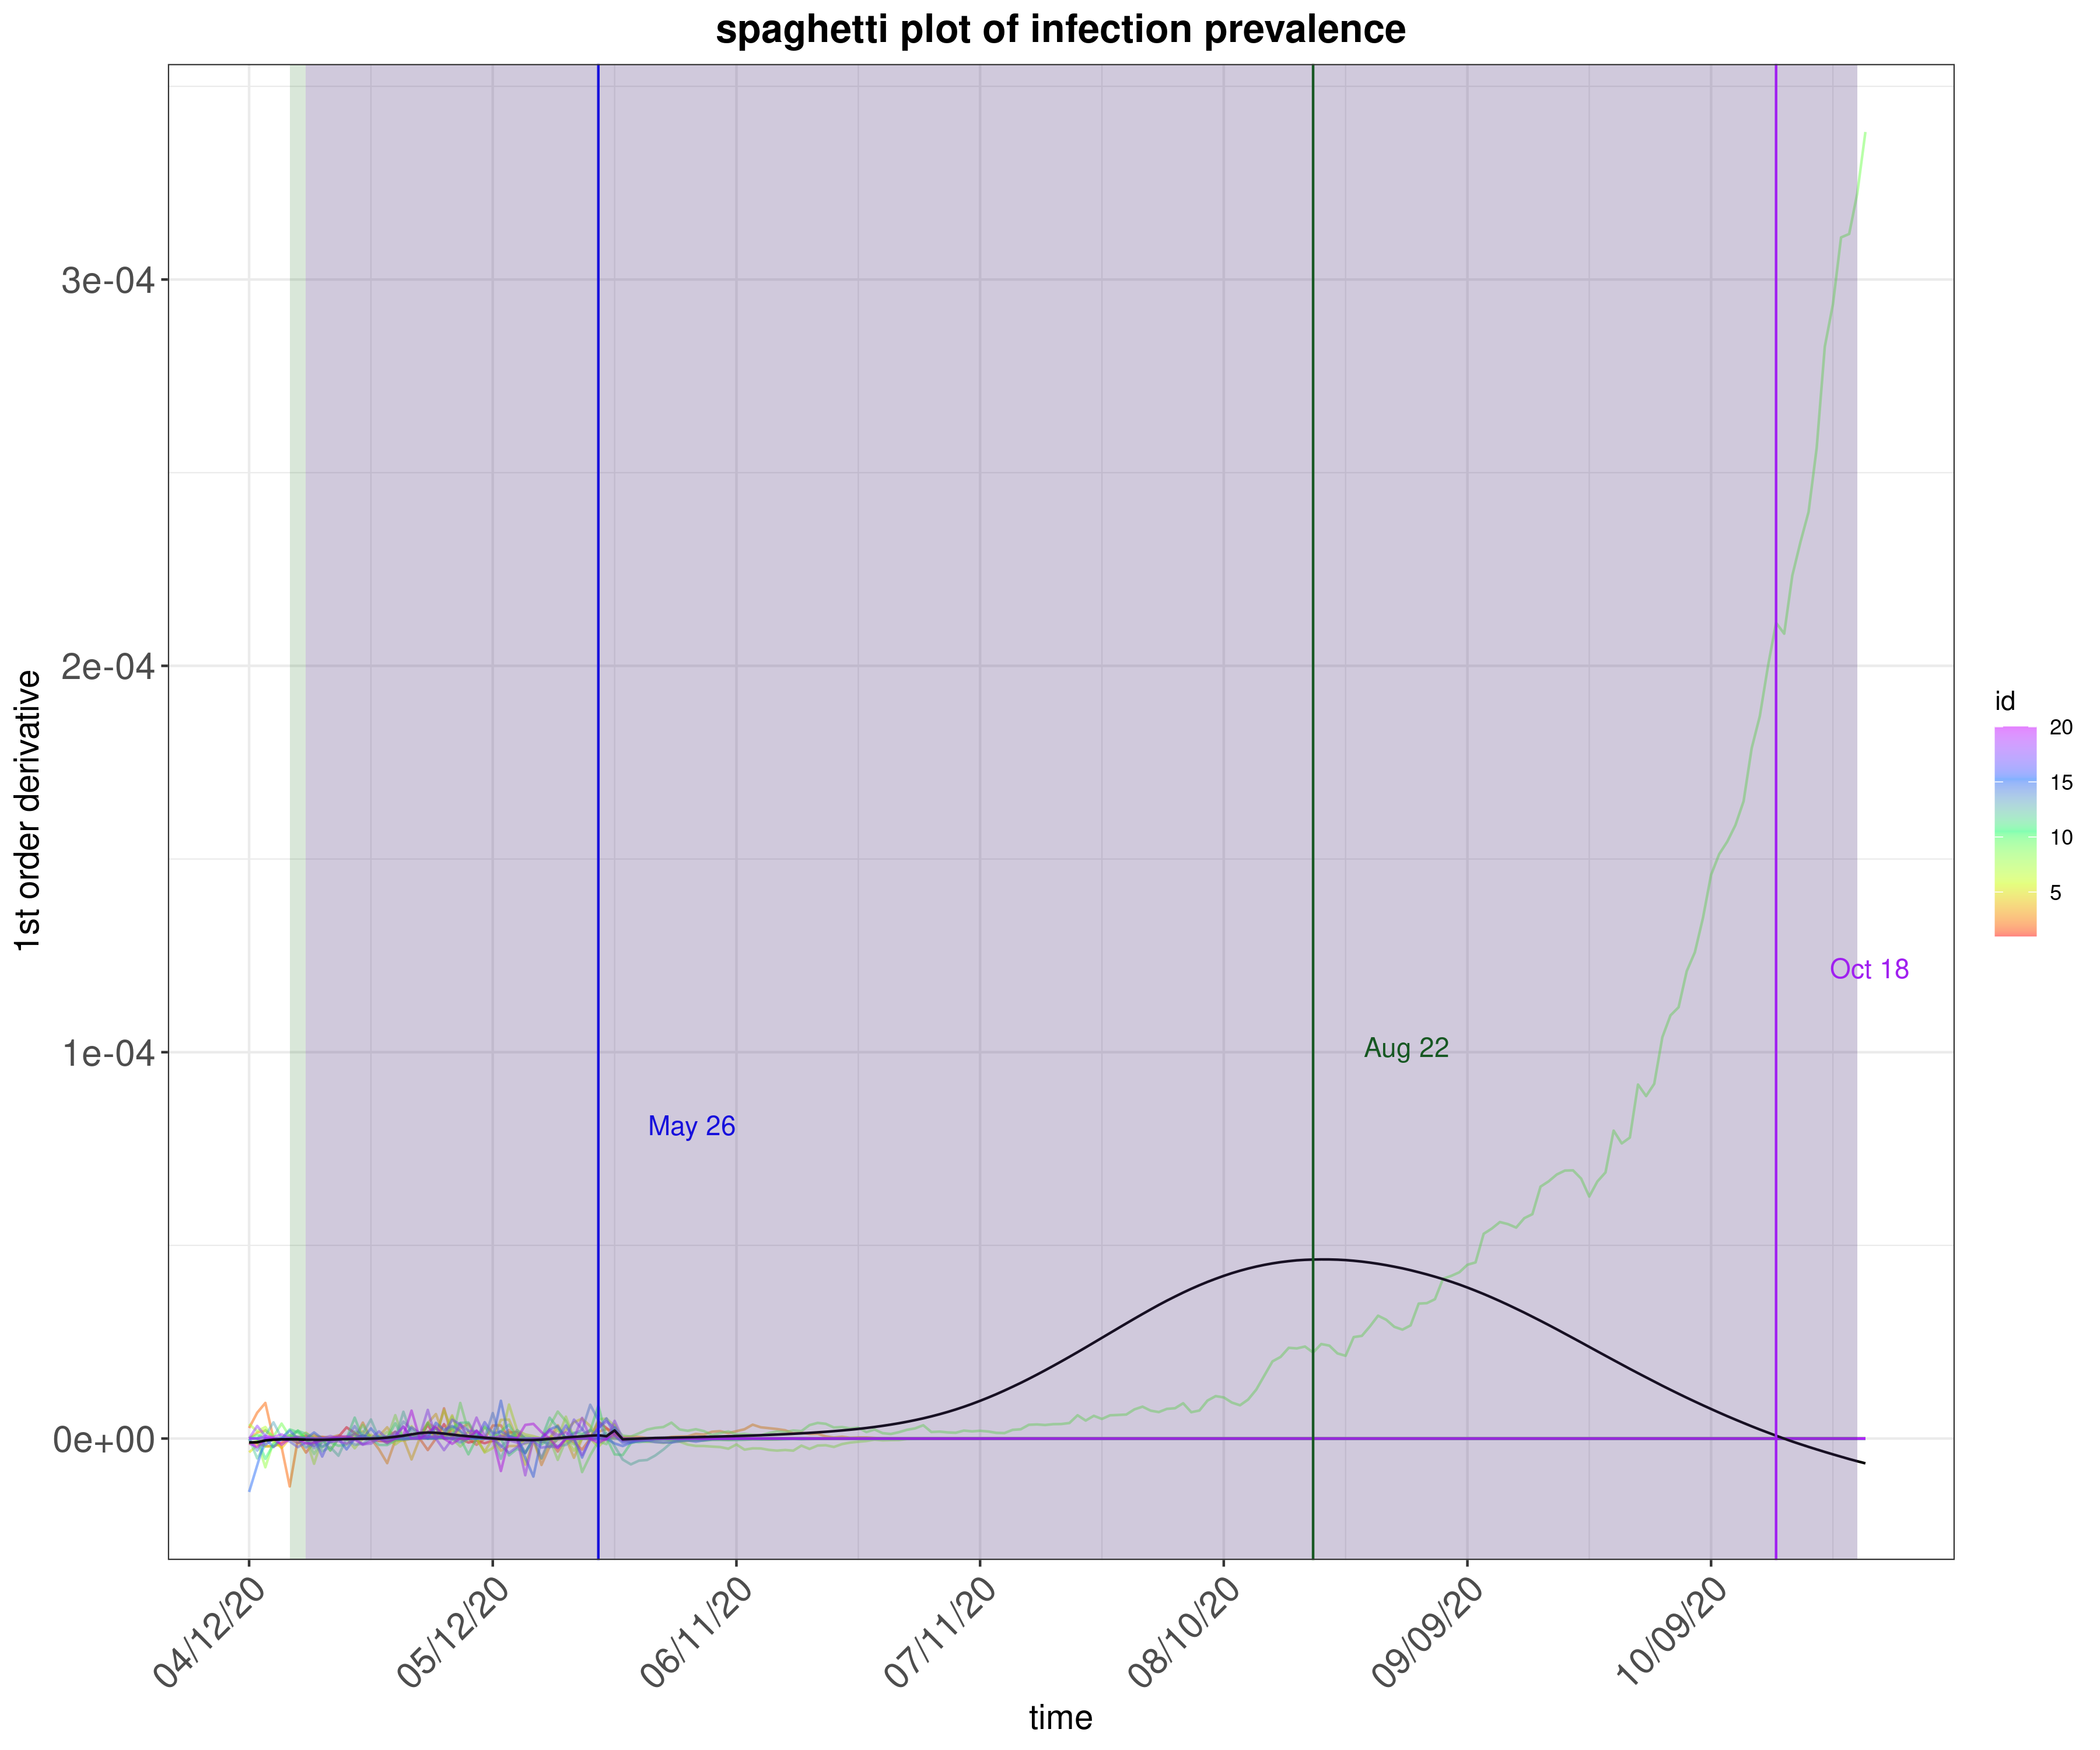 spaghetti plot of infection prevalence
1st order derivative
3e-04
2e-04
1e-04
0e+00
May 26
Aug 22
Oct 18
id
20
15
10
5
04/12/20
05/12/20
06/11/20
07/11/20
08/10/20
09/09/20
10/09/20
time